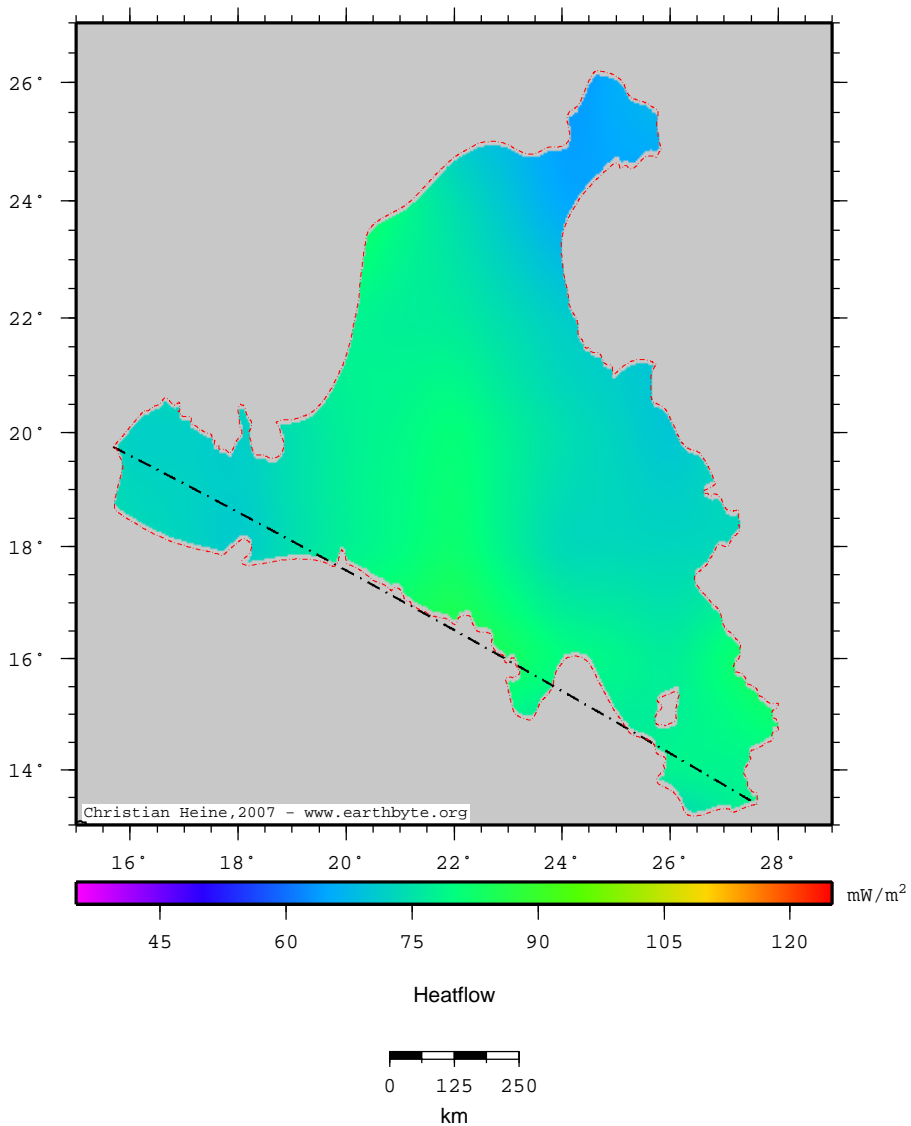 26°
24°
22°
20°
18°
16°
14°
Christian Heine,2007 - www.earthbyte.org
16° 18° 20° 22° 24° 26° 28°
mW/m²
45 60 75 90 105 120
Heatflow
0 125 250
km